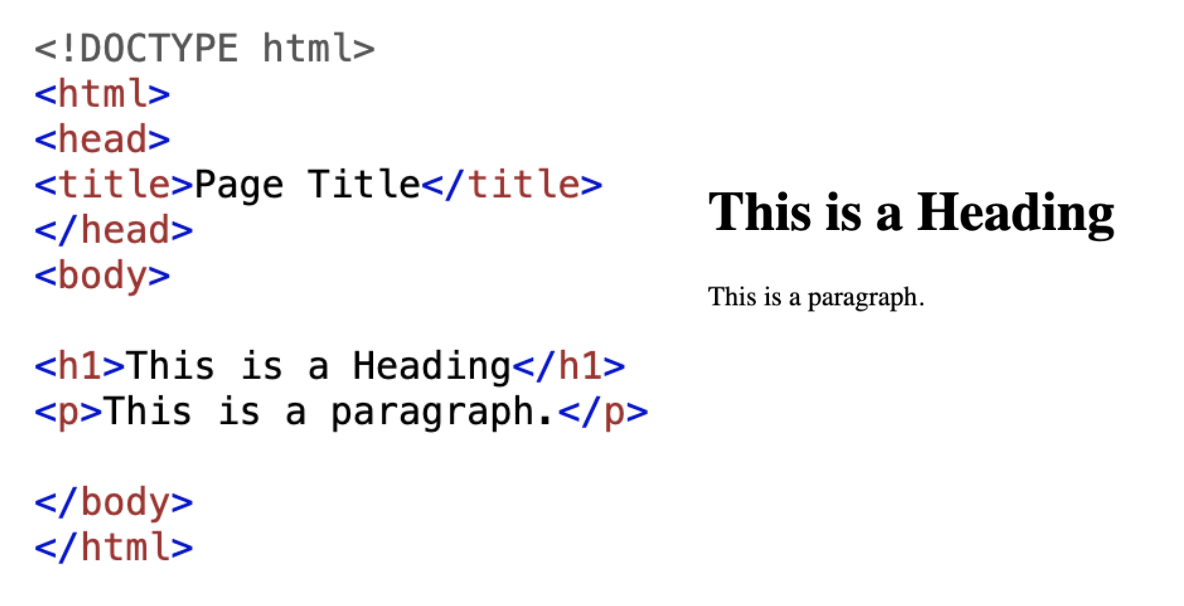 <!DOCTYPE html>
<html>
<head>
<title>Page Title</title>
</head>
<body>
<h1>This is a Heading</h1>
<p>This is a paragraph.</p>
</body>
</html>
This is a Heading
This is a paragraph.